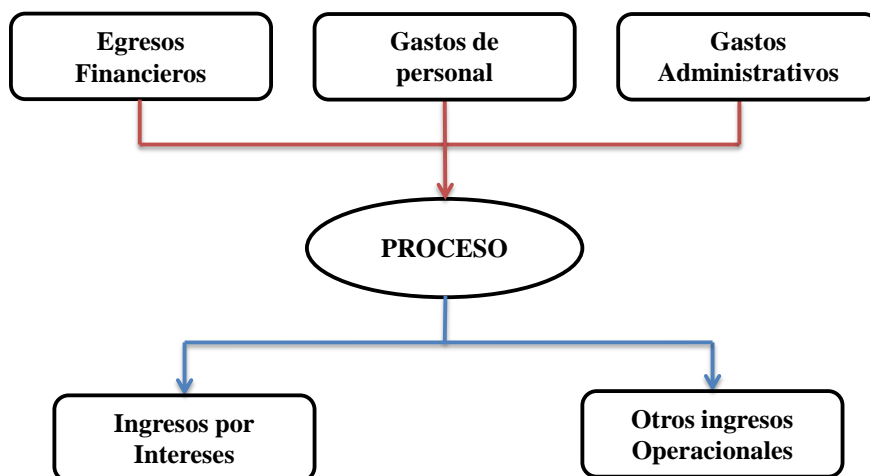 Egresos
Financieros
Gastos de
personal
Gastos
Administrativos
PROCESO
Ingresos por
Intereses
Otros ingresos
Operacionales